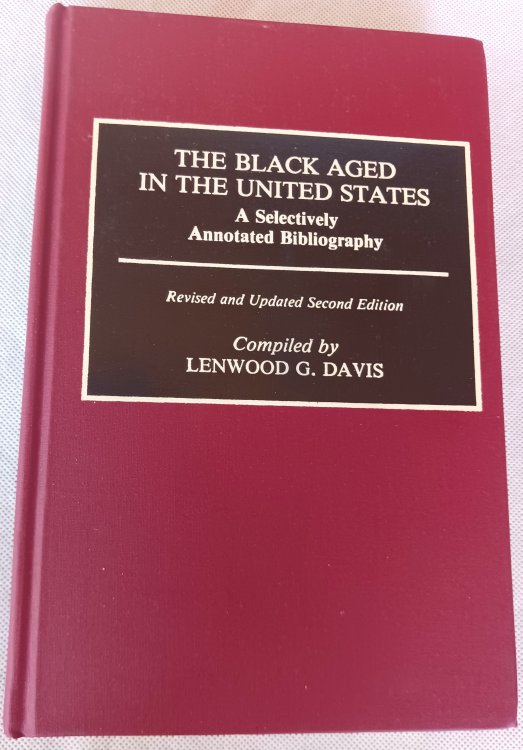 THE BLACK AGED
IN THE UNITED STATES
A Selectively
Annotated Bibliography
Revised and Updated Second Edition
Compiled by
LENWOOD G. DAVIS